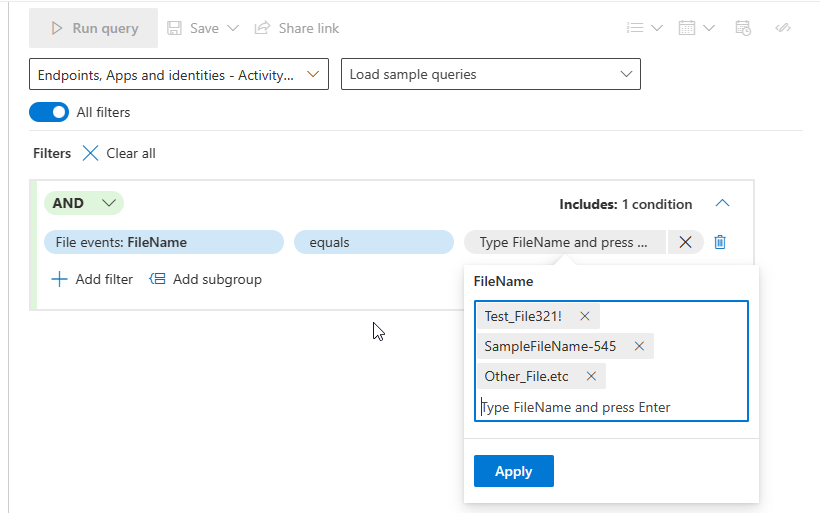 Run query Save Share link
Endpoints, Apps and identities - Activity... Load sample queries
All filters
Filters Clear all
AND Includes: 1 condition
File events: FileName equals Type FileName and press ...
Add filter Add subgroup
FileName
Test_File321!
SampleFileName-545
Other_File.etc
Type FileName and press Enter
Apply